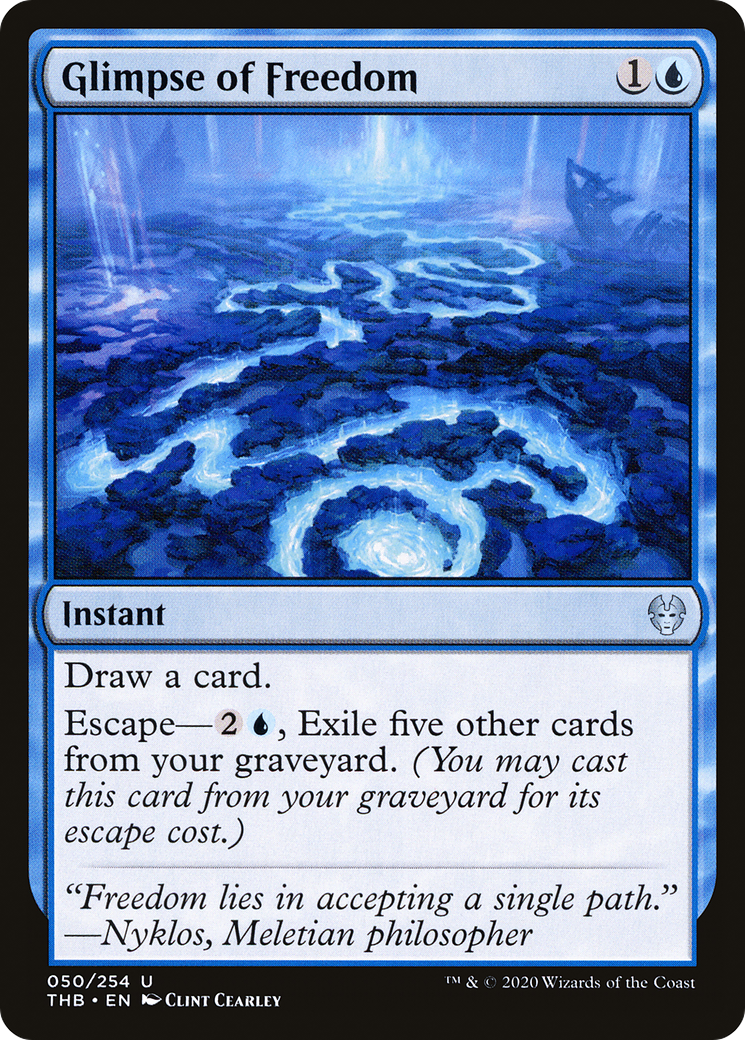 Glimpse of Freedom 1
Instant
Draw a card.
Escape—2, Exile five other cards
from your graveyard. (You may cast
this card from your graveyard for its
escape cost.)
“Freedom lies in accepting a single path.”
—Nyklos, Meletian philosopher
050/254 U
THB • EN Clint Cearley
™ & © 2020 Wizards of the Coast